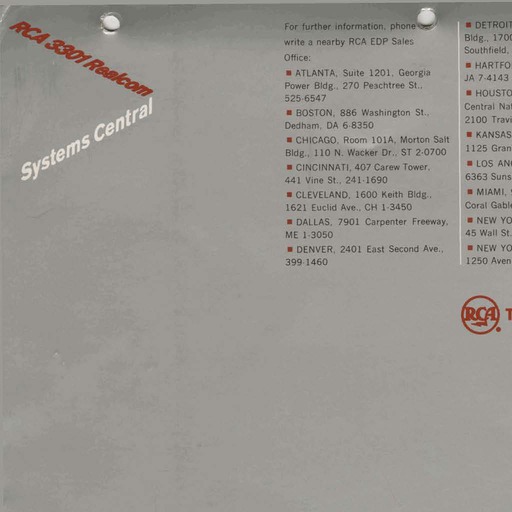 RCA 3301 Realcom
Systems Central
For further information, phone
write a nearby RCA EDP Sales
Office:
■ ATLANTA, Suite 1201, Georgia
Power Bldg., 270 Peachtree St.,
525-6547
■ BOSTON, 886 Washington St.,
Dedham, DA 6-8350
■ CHICAGO, Room 101A, Morton Salt
Bldg., 110 N. Wacker Dr., ST 2-0700
■ CINCINNATI, 407 Carew Tower,
441 Vine St., 241-1690
■ CLEVELAND, 1600 Keith Bldg.,
1621 Euclid Ave., CH 1-3450
■ DALLAS, 7901 Carpenter Freeway,
ME 1-3050
■ DENVER, 2401 East Second Ave.,
399-1460
■ DETROIT
Bldg., 1700
Southfield,
■ HARTFO
JA 7-4143
■ HOUSTO
Central Nat
2100 Travi
■ KANSAS
1125 Gran
■ LOS AN
6363 Suns
■ MIAMI,
Coral Gabl
■ NEW YO
45 Wall St.
■ NEW YO
1250 Aven
RCA T